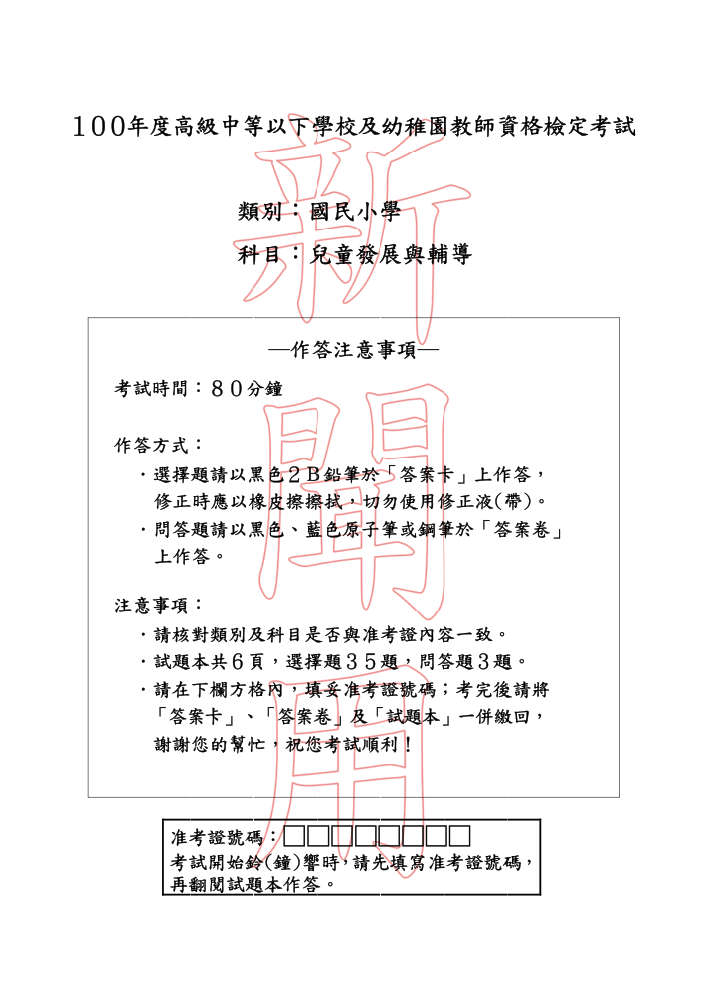 100年度高級中等以下學校及幼稚園教師資格檢定考試
類別：國民小學
科目：兒童發展與輔導
—作答注意事項—
考試時間：８０分鐘
作答方式：
．選擇題請以黑色２Ｂ鉛筆於「答案卡」上作答，
修正時應以橡皮擦擦拭，切勿使用修正液(帶)。
．問答題請以黑色、藍色原子筆或鋼筆於「答案卷」
上作答。
注意事項：
．請核對類別及科目是否與准考證內容一致。
．試題本共６頁，選擇題３５題，問答題３題。
．請在下欄方格內，填妥准考證號碼；考完後請將
「答案卡」、「答案卷」及「試題本」一併繳回，
謝謝您的幫忙，祝您考試順利！
准考證號碼：□□□□□□□□
考試開始鈴(鐘)響時，請先填寫准考證號碼，
再翻閱試題本作答。
新聞用